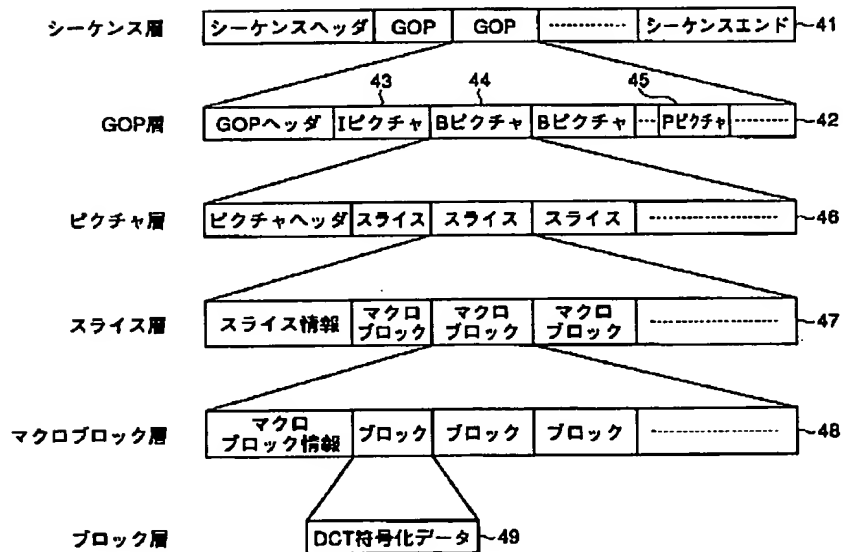 シーケンス層 シーケンスヘッダ GOP GOP シーケンスエンド 41
43 44 45
GOP層 GOPヘッダ Iピクチャ Bピクチャ Bピクチャ Pピクチャ 42
ピクチャ層 ピクチャヘッダ スライス スライス スライス 46
スライス層 スライス情報 マクロ
ブロック マクロ
ブロック マクロ
ブロック 47
マクロブロック層 マクロ
ブロック情報 ブロック ブロック ブロック 48
ブロック層 DCT符号化データ 49